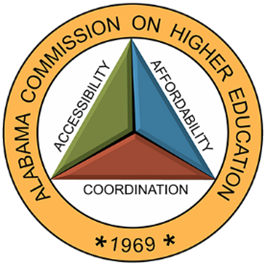 ALABAMA COMMISSION ON HIGHER EDUCATION
ACCESSIBILITY
AFFORDABILITY
COORDINATION
*1969*